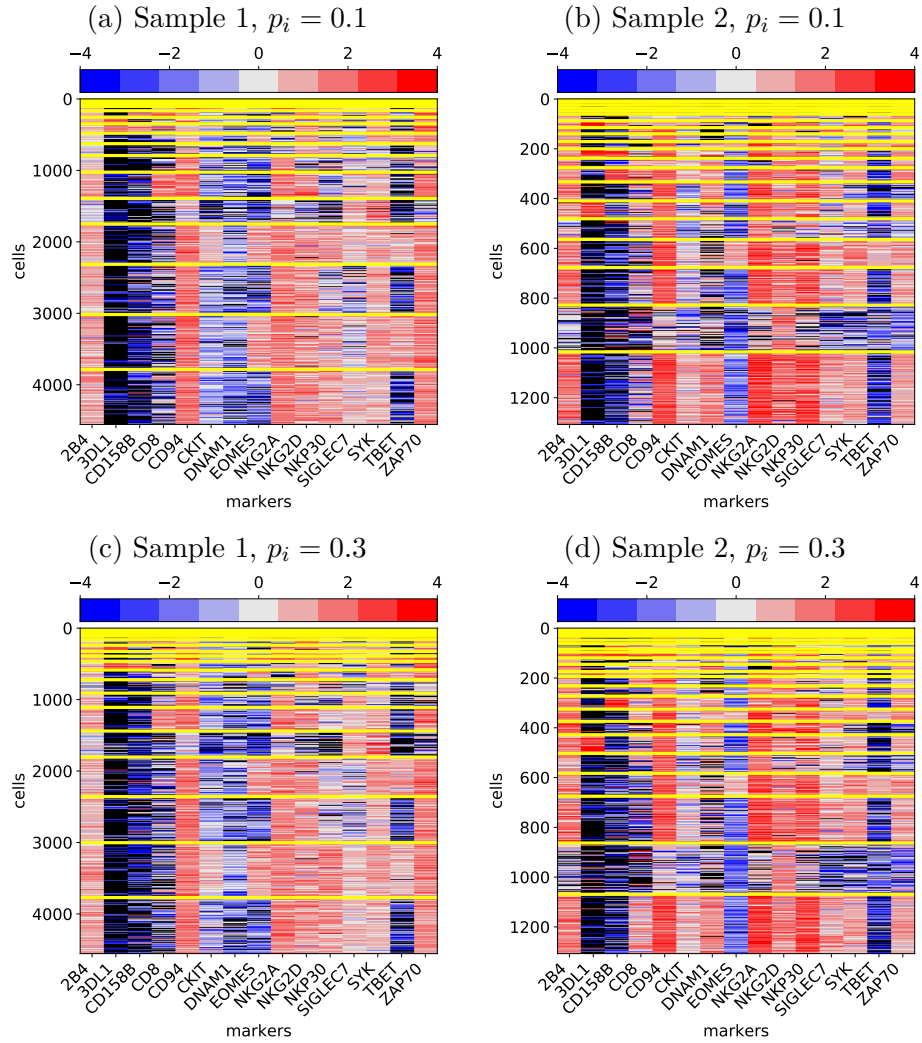 (a) Sample 1, p_i = 0.1
−4 −2 0 2 4
0
1000
2000
3000
4000
cells
2B4 3DL1 CD158B CD8 CD94 CKIT DNAM1 EOMES NKG2A NKG2D NKP30 SIGLEC7 SYK TBET ZAP70
markers
(b) Sample 2, p_i = 0.1
−4 −2 0 2 4
0
200
400
600
800
1000
1200
cells
2B4 3DL1 CD158B CD8 CD94 CKIT DNAM1 EOMES NKG2A NKG2D NKP30 SIGLEC7 SYK TBET ZAP70
markers
(c) Sample 1, p_i = 0.3
−4 −2 0 2 4
0
1000
2000
3000
4000
cells
2B4 3DL1 CD158B CD8 CD94 CKIT DNAM1 EOMES NKG2A NKG2D NKP30 SIGLEC7 SYK TBET ZAP70
markers
(d) Sample 2, p_i = 0.3
−4 −2 0 2 4
0
200
400
600
800
1000
1200
cells
2B4 3DL1 CD158B CD8 CD94 CKIT DNAM1 EOMES NKG2A NKG2D NKP30 SIGLEC7 SYK TBET ZAP70
markers